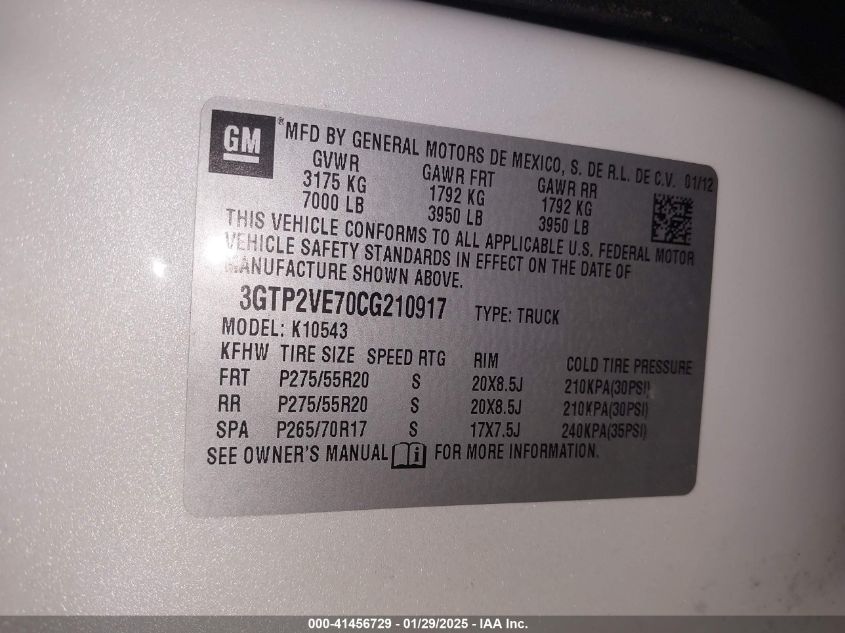 GM ® MFD BY GENERAL MOTORS DE MEXICO, S. DE R.L. DE C.V. 01/12
GVWR GAWR FRT GAWR RR
3175 KG 1792 KG 1792 KG
7000 LB 3950 LB 3950 LB
THIS VEHICLE CONFORMS TO ALL APPLICABLE U.S. FEDERAL MOTOR
VEHICLE SAFETY STANDARDS IN EFFECT ON THE DATE OF
MANUFACTURE SHOWN ABOVE.
3GTP2VE70CG210917 TYPE: TRUCK
MODEL: K10543
KFHW TIRE SIZE SPEED RTG RIM COLD TIRE PRESSURE
FRT P275/55R20 S 20X8.5J 210KPA(30PSI)
RR P275/55R20 S 20X8.5J 210KPA(30PSI)
SPA P265/70R17 S 17X7.5J 240KPA(35PSI)
SEE OWNER'S MANUAL FOR MORE INFORMATION.
000-41456729 - 01/29/2025 - IAA Inc.